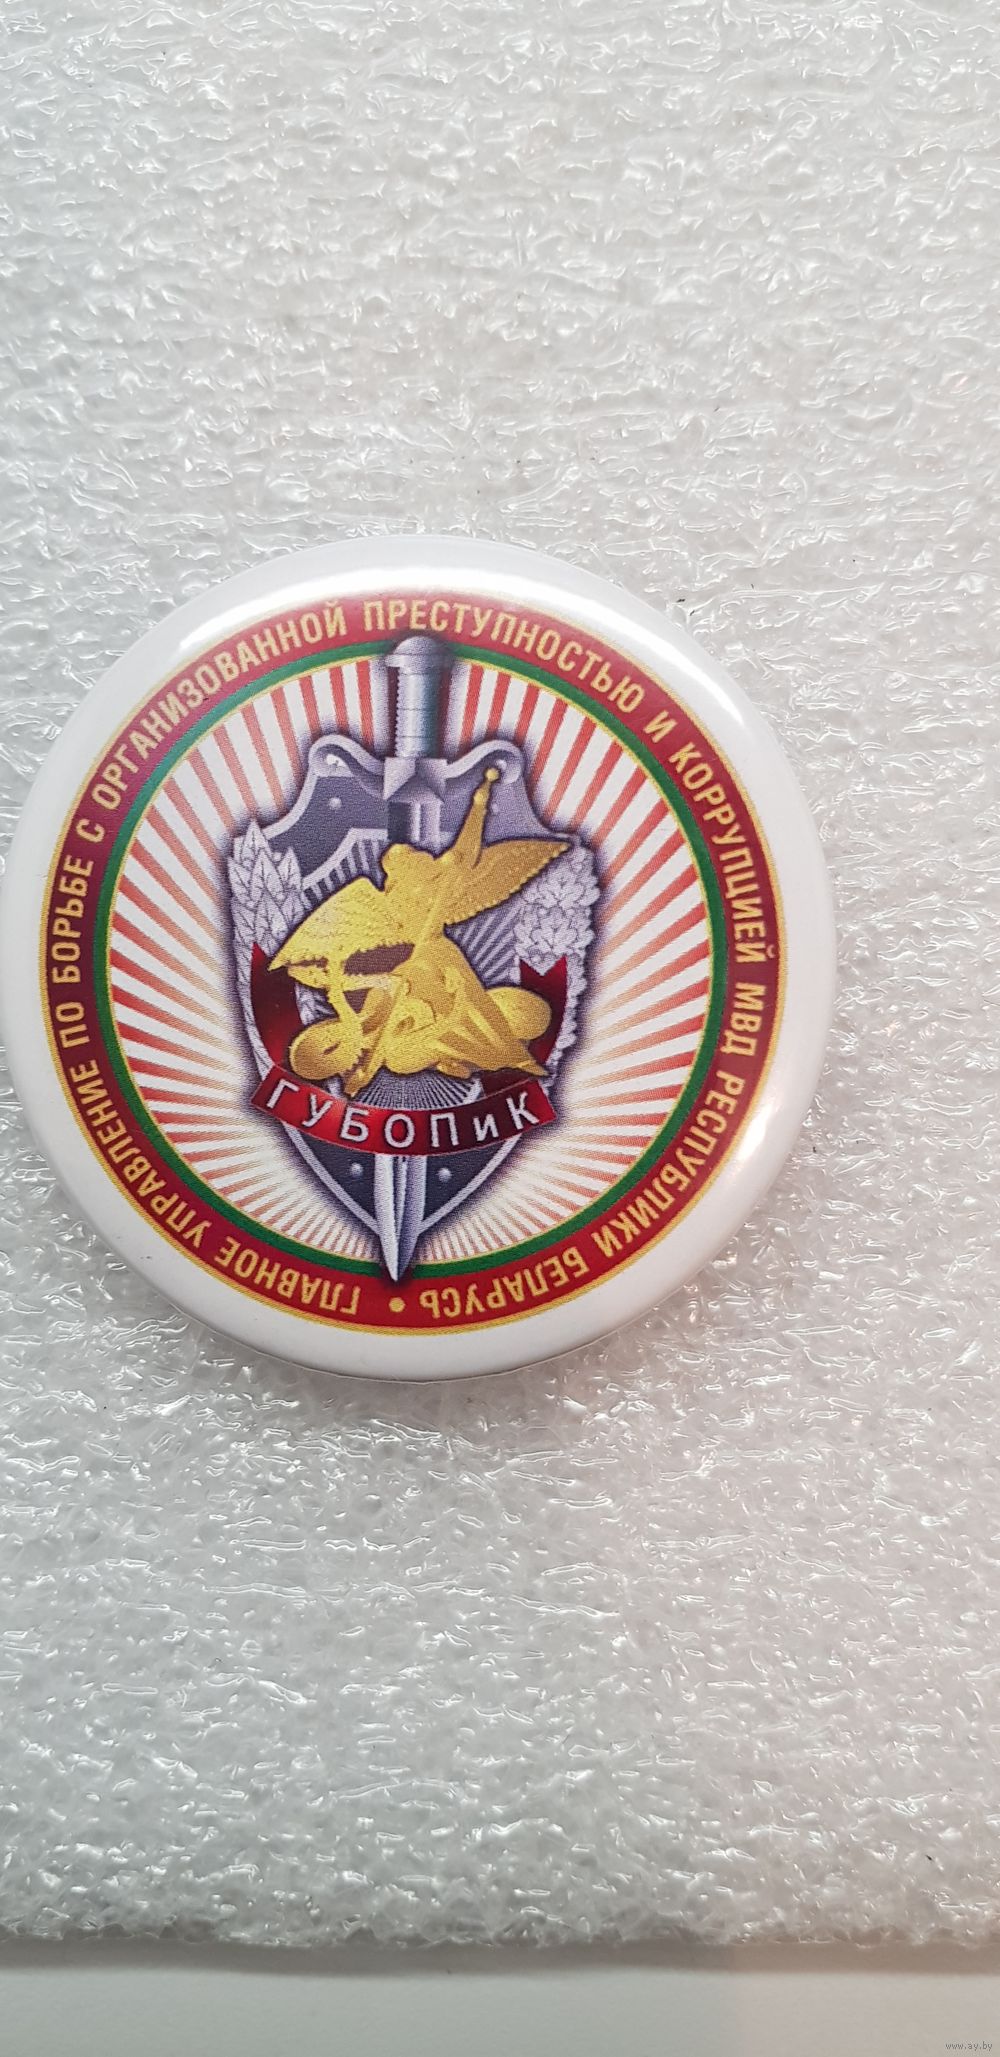 ГЛАВНОЕ УПРАВЛЕНИЕ ПО БОРЬБЕ С ОРГАНИЗОВАННОЙ ПРЕСТУПНОСТЬЮ И КОРРУПЦИЕЙ МВД РЕСПУБЛИКИ БЕЛАРУСЬ •
ГУБОПиК
www.ay.by